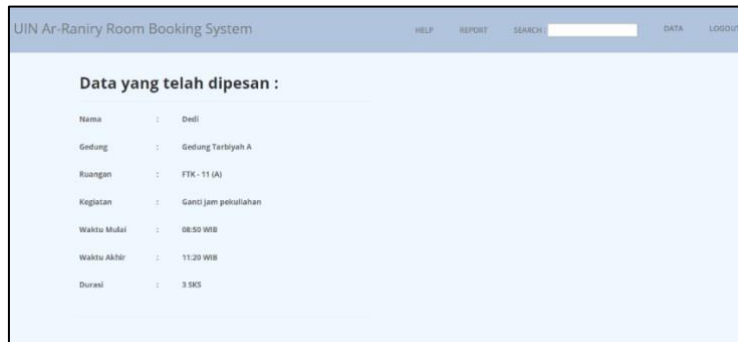 UIN Ar-Raniry Room Booking System HELP REPORT SEARCH : DATA LOGOUT
Data yang telah dipesan :
Nama : Dedi
Gedung : Gedung Tarbiyah A
Ruangan : FTK - 11 (A)
Kegiatan : Ganti jam pekuliahan
Waktu Mulai : 08:50 WIB
Waktu Akhir : 11:20 WIB
Durasi : 3 SKS